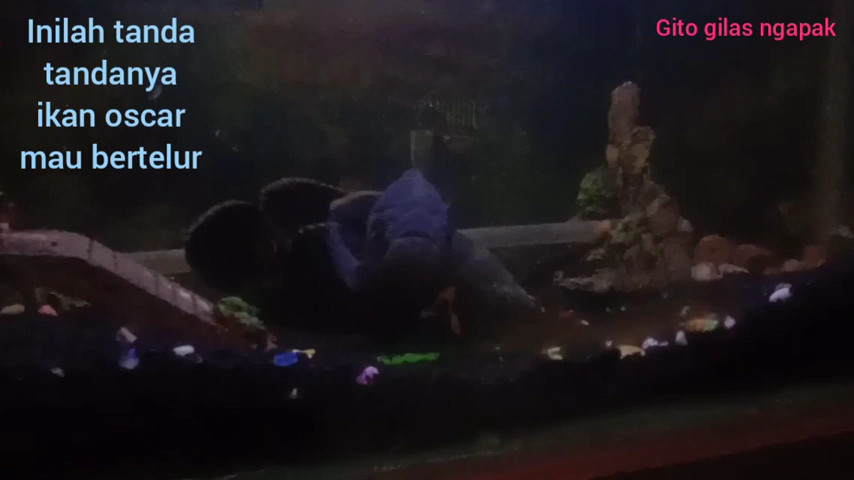 Inilah tanda
tandanya
ikan oscar
mau bertelur
Gito gilas ngapak